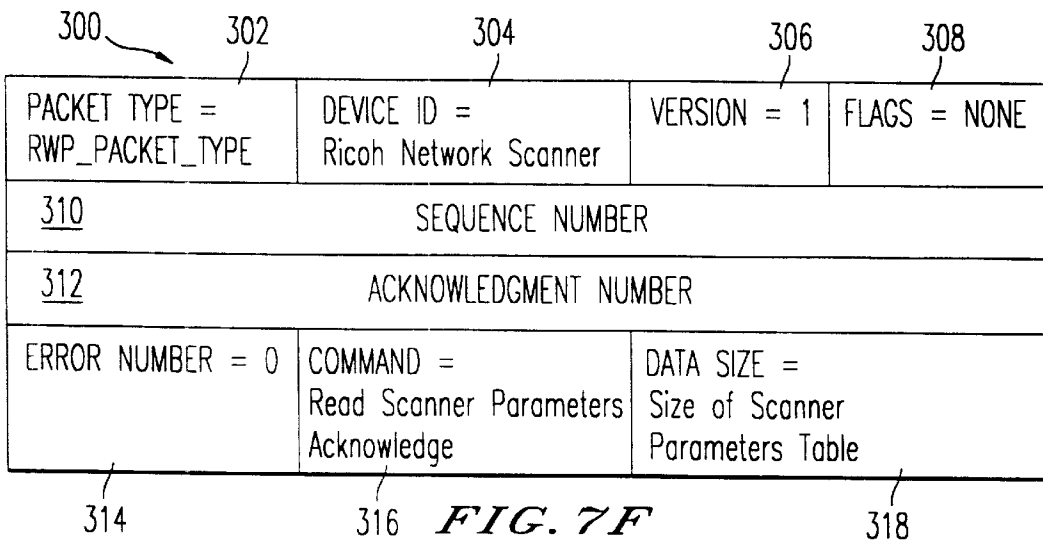 300 302 304 306 308
PACKET TYPE =
RWP_PACKET_TYPE
DEVICE ID =
Ricoh Network Scanner
VERSION = 1
FLAGS = NONE
310 SEQUENCE NUMBER
312 ACKNOWLEDGMENT NUMBER
ERROR NUMBER = 0
COMMAND =
Read Scanner Parameters
Acknowledge
DATA SIZE =
Size of Scanner
Parameters Table
314 316 FIG. 7F 318